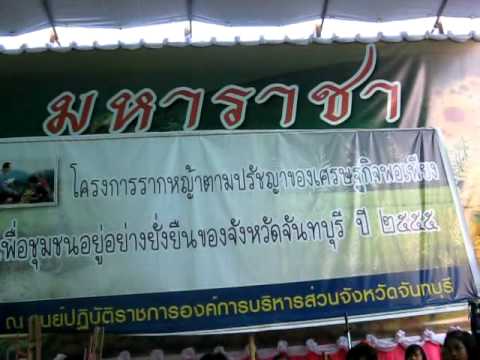 มหาราชา
โครงการรากหญ้าตามปรัชญาของเศรษฐกิจพอเพียง
เพื่อชุมชนอยู่อย่างยั่งยืนของจังหวัดจันทบุรี ปี ๒๕๕๕
ณ ศูนย์ปฏิบัติราชการองค์การบริหารส่วนจังหวัดจันทบุรี